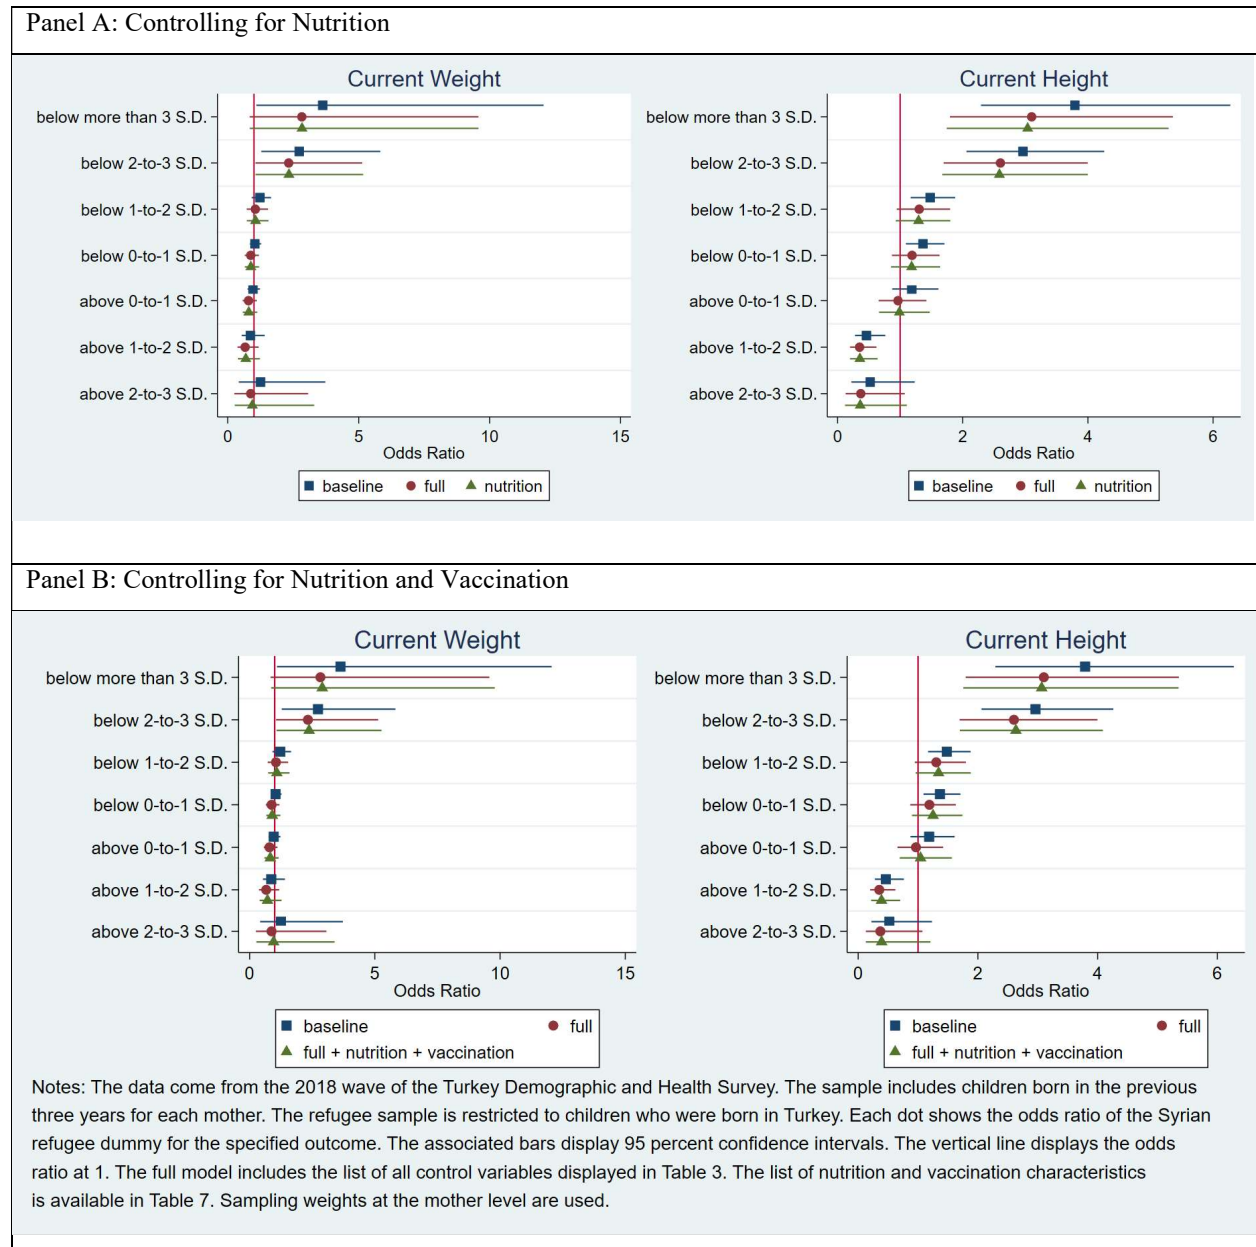 Panel A: Controlling for Nutrition
Current Weight
below more than 3 S.D.
below 2-to-3 S.D.
below 1-to-2 S.D.
below 0-to-1 S.D.
above 0-to-1 S.D.
above 1-to-2 S.D.
above 2-to-3 S.D.
0 5 10 15
Odds Ratio
baseline full nutrition
Current Height
below more than 3 S.D.
below 2-to-3 S.D.
below 1-to-2 S.D.
below 0-to-1 S.D.
above 0-to-1 S.D.
above 1-to-2 S.D.
above 2-to-3 S.D.
0 2 4 6
Odds Ratio
baseline full nutrition
Panel B: Controlling for Nutrition and Vaccination
Current Weight
below more than 3 S.D.
below 2-to-3 S.D.
below 1-to-2 S.D.
below 0-to-1 S.D.
above 0-to-1 S.D.
above 1-to-2 S.D.
above 2-to-3 S.D.
0 5 10 15
Odds Ratio
baseline full
full + nutrition + vaccination
Current Height
below more than 3 S.D.
below 2-to-3 S.D.
below 1-to-2 S.D.
below 0-to-1 S.D.
above 0-to-1 S.D.
above 1-to-2 S.D.
above 2-to-3 S.D.
0 2 4 6
Odds Ratio
baseline full
full + nutrition + vaccination
Notes: The data come from the 2018 wave of the Turkey Demographic and Health Survey. The sample includes children born in the previous
three years for each mother. The refugee sample is restricted to children who were born in Turkey. Each dot shows the odds ratio of the Syrian
refugee dummy for the specified outcome. The associated bars display 95 percent confidence intervals. The vertical line displays the odds
ratio at 1. The full model includes the list of all control variables displayed in Table 3. The list of nutrition and vaccination characteristics
is available in Table 7. Sampling weights at the mother level are used.